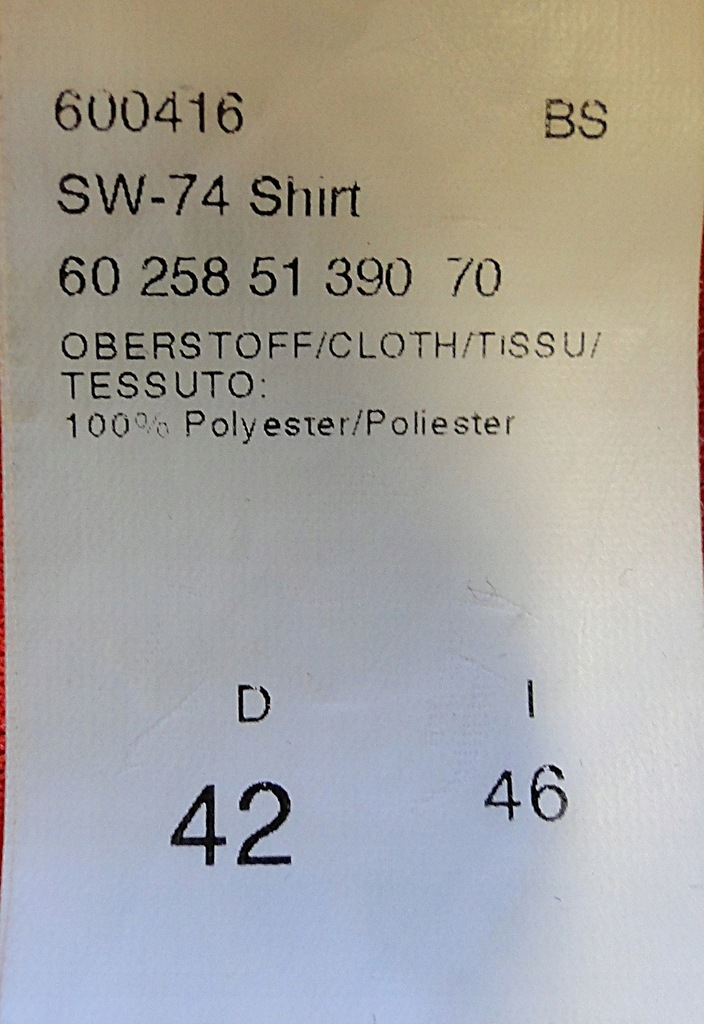 600416 BS
SW-74 Shirt
60 258 51 390 70
OBERSTOFF/CLOTH/TISSU/
TESSUTO:
100% Polyester/Poliester
D I
42 46